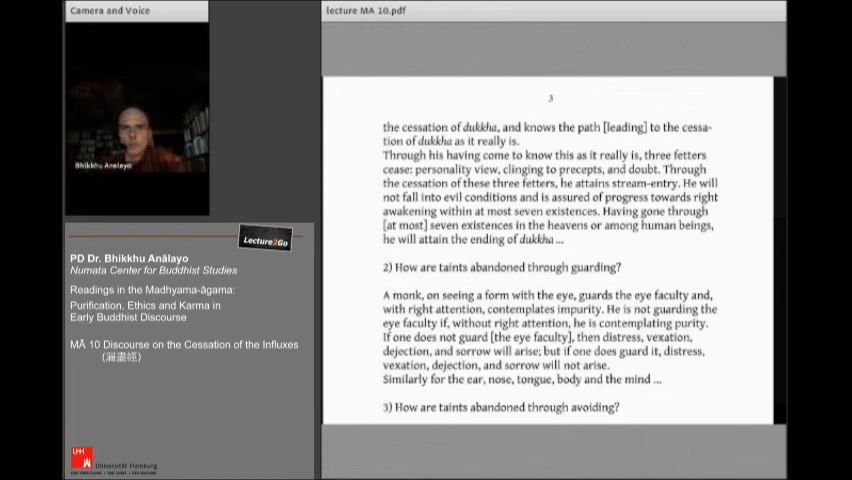 Camera and Voice
lecture MA 10.pdf
Bhikkhu Analayo
Lecture2Go
PD Dr. Bhikkhu Anālayo
Numata Center for Buddhist Studies
Readings in the Madhyama-āgama:
Purification, Ethics and Karma in
Early Buddhist Discourse
MĀ 10 Discourse on the Cessation of the Influxes
(漏盡經)
UH
Universität Hamburg
DER FORSCHUNG | DER LEHRE | DER BILDUNG
3
the cessation of dukkha, and knows the path [leading] to the cessa-
tion of dukkha as it really is.
Through his having come to know this as it really is, three fetters
cease: personality view, clinging to precepts, and doubt. Through
the cessation of these three fetters, he attains stream-entry. He will
not fall into evil conditions and is assured of progress towards right
awakening within at most seven existences. Having gone through
[at most] seven existences in the heavens or among human beings,
he will attain the ending of dukkha ...
2) How are taints abandoned through guarding?
A monk, on seeing a form with the eye, guards the eye faculty and,
with right attention, contemplates impurity. He is not guarding the
eye faculty if, without right attention, he is contemplating purity.
If one does not guard [the eye faculty], then distress, vexation,
dejection, and sorrow will arise; but if one does guard it, distress,
vexation, dejection, and sorrow will not arise.
Similarly for the ear, nose, tongue, body and the mind ...
3) How are taints abandoned through avoiding?